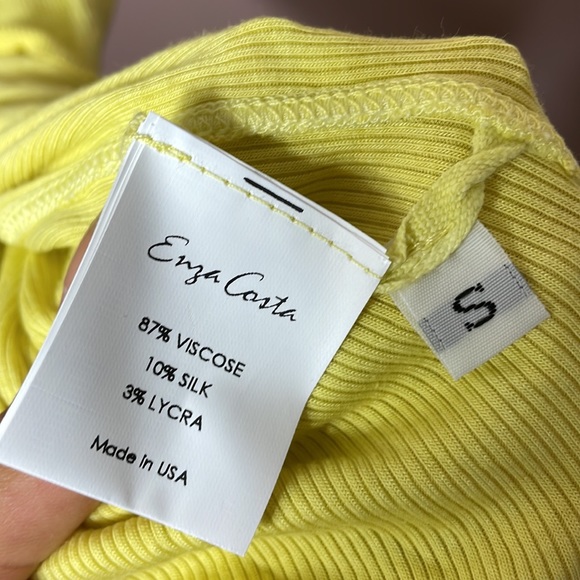 Enza Costa
87% VISCOSE
10% SILK
3% LYCRA
Made in USA
S